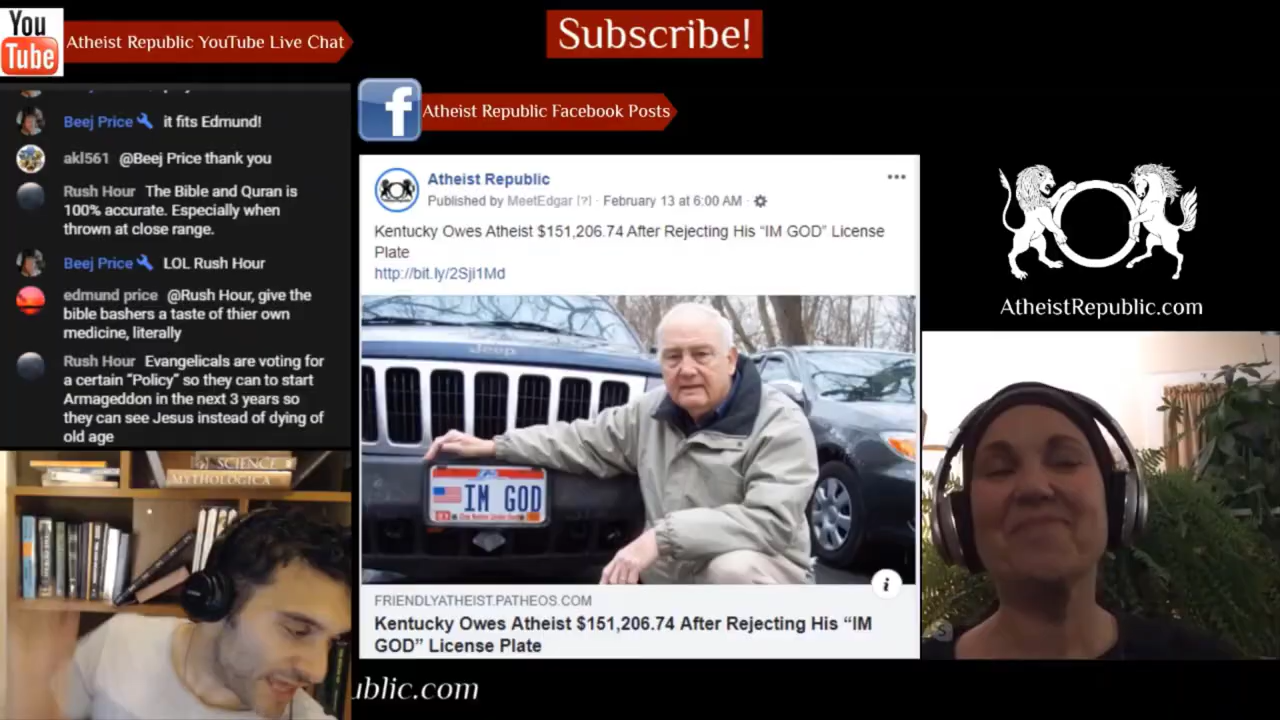 You
Tube
Atheist Republic YouTube Live Chat
Subscribe!
Beej Price it fits Edmund!
akl561 @Beej Price thank you
Rush Hour The Bible and Quran is
100% accurate. Especially when
thrown at close range.
Beej Price LOL Rush Hour
edmund price @Rush Hour, give the
bible bashers a taste of thier own
medicine, literally
Rush Hour Evangelicals are voting for
a certain “Policy” so they can to start
Armageddon in the next 3 years so
they can see Jesus instead of dying of
old age
f
Atheist Republic Facebook Posts
Atheist Republic
Published by MeetEdgar [?] · February 13 at 6:00 AM ·
Kentucky Owes Atheist $151,206.74 After Rejecting His “IM GOD” License
Plate
http://bit.ly/2Sji1Md
Jeep
IM GOD
i
FRIENDLYATHEIST.PATHEOS.COM
Kentucky Owes Atheist $151,206.74 After Rejecting His “IM
GOD” License Plate
AtheistRepublic.com
SCIENCE
MYTHOLOGICA
S
ublic.com